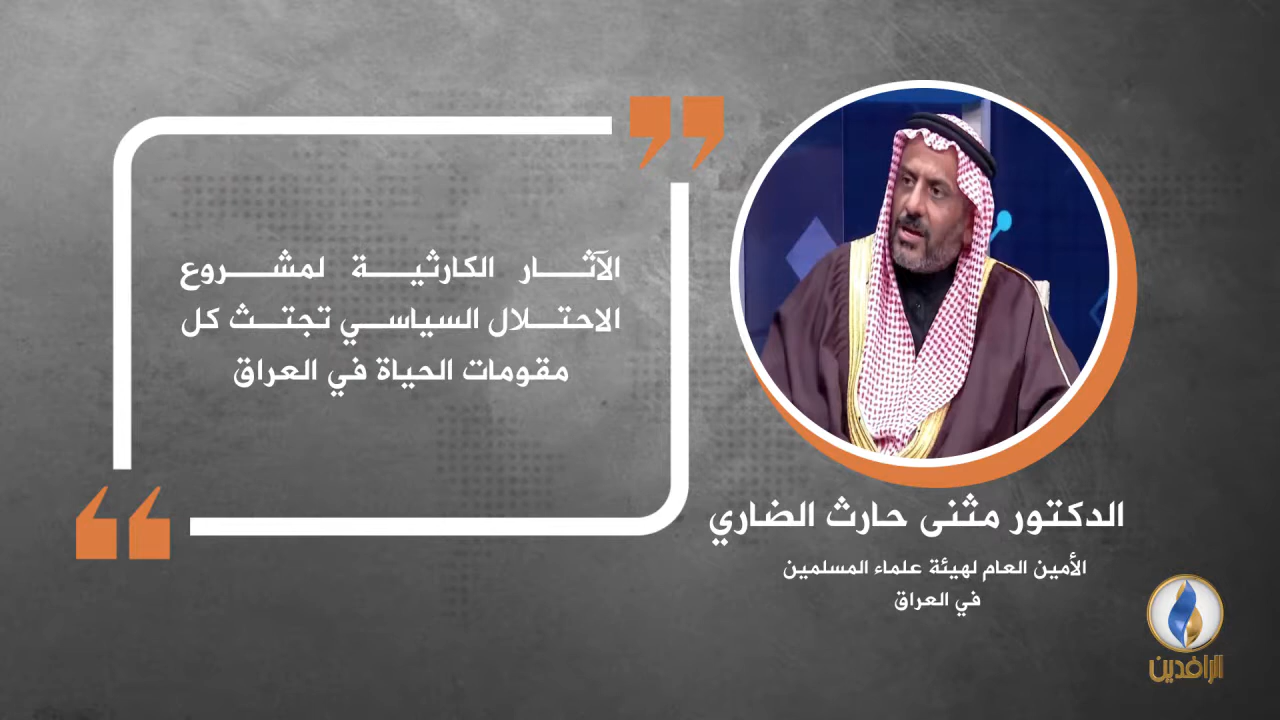 الآثار الكارثية لمشروع
الاحتلال السياسي تجتث كل
مقومات الحياة في العراق
الدكتور مثنى حارث الضاري
الأمين العام لهيئة علماء المسلمين
في العراق
الرافدين